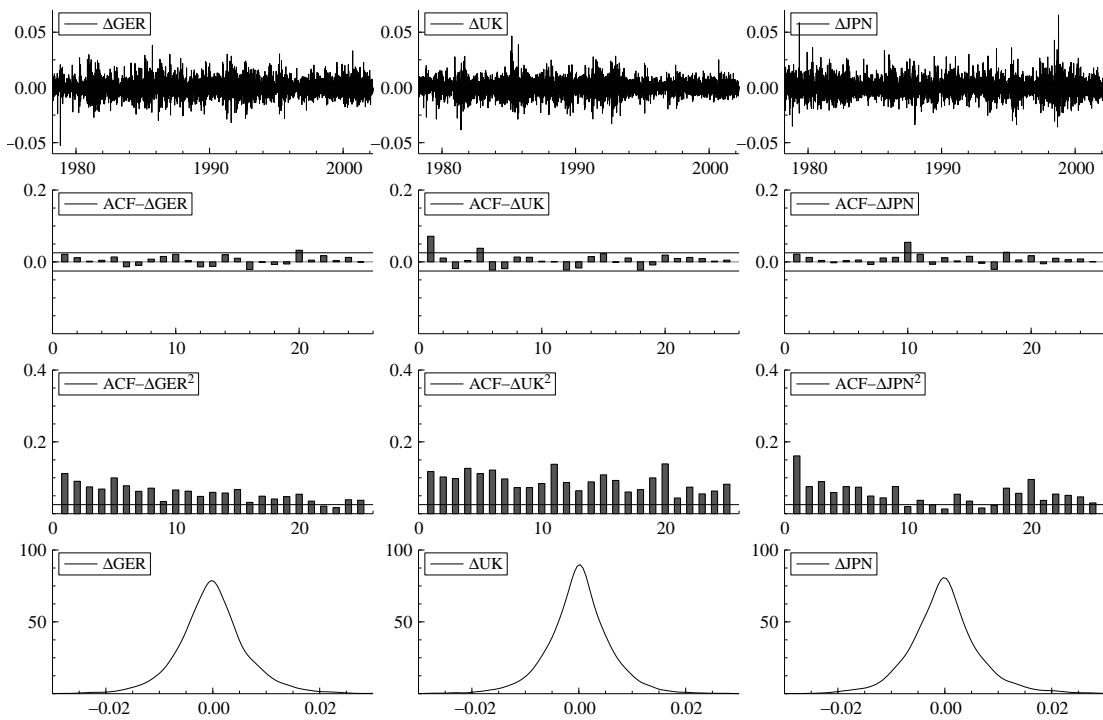 0.05 ΔGER 0.05 ΔUK 0.05 ΔJPN
0.00 0.00 0.00
−0.05 −0.05 −0.05
1980 1990 2000 1980 1990 2000 1980 1990 2000
0.2 ACF−ΔGER 0.2 ACF−ΔUK 0.2 ACF−ΔJPN
0.0 0.0 0.0
0 10 20 0 10 20 0 10 20
0.4 ACF−ΔGER² 0.4 ACF−ΔUK² 0.4 ACF−ΔJPN²
0.2 0.2 0.2
0 10 20 0 10 20 0 10 20
100 ΔGER 100 ΔUK 100 ΔJPN
50 50 50
−0.02 0.00 0.02 −0.02 0.00 0.02 −0.02 0.00 0.02